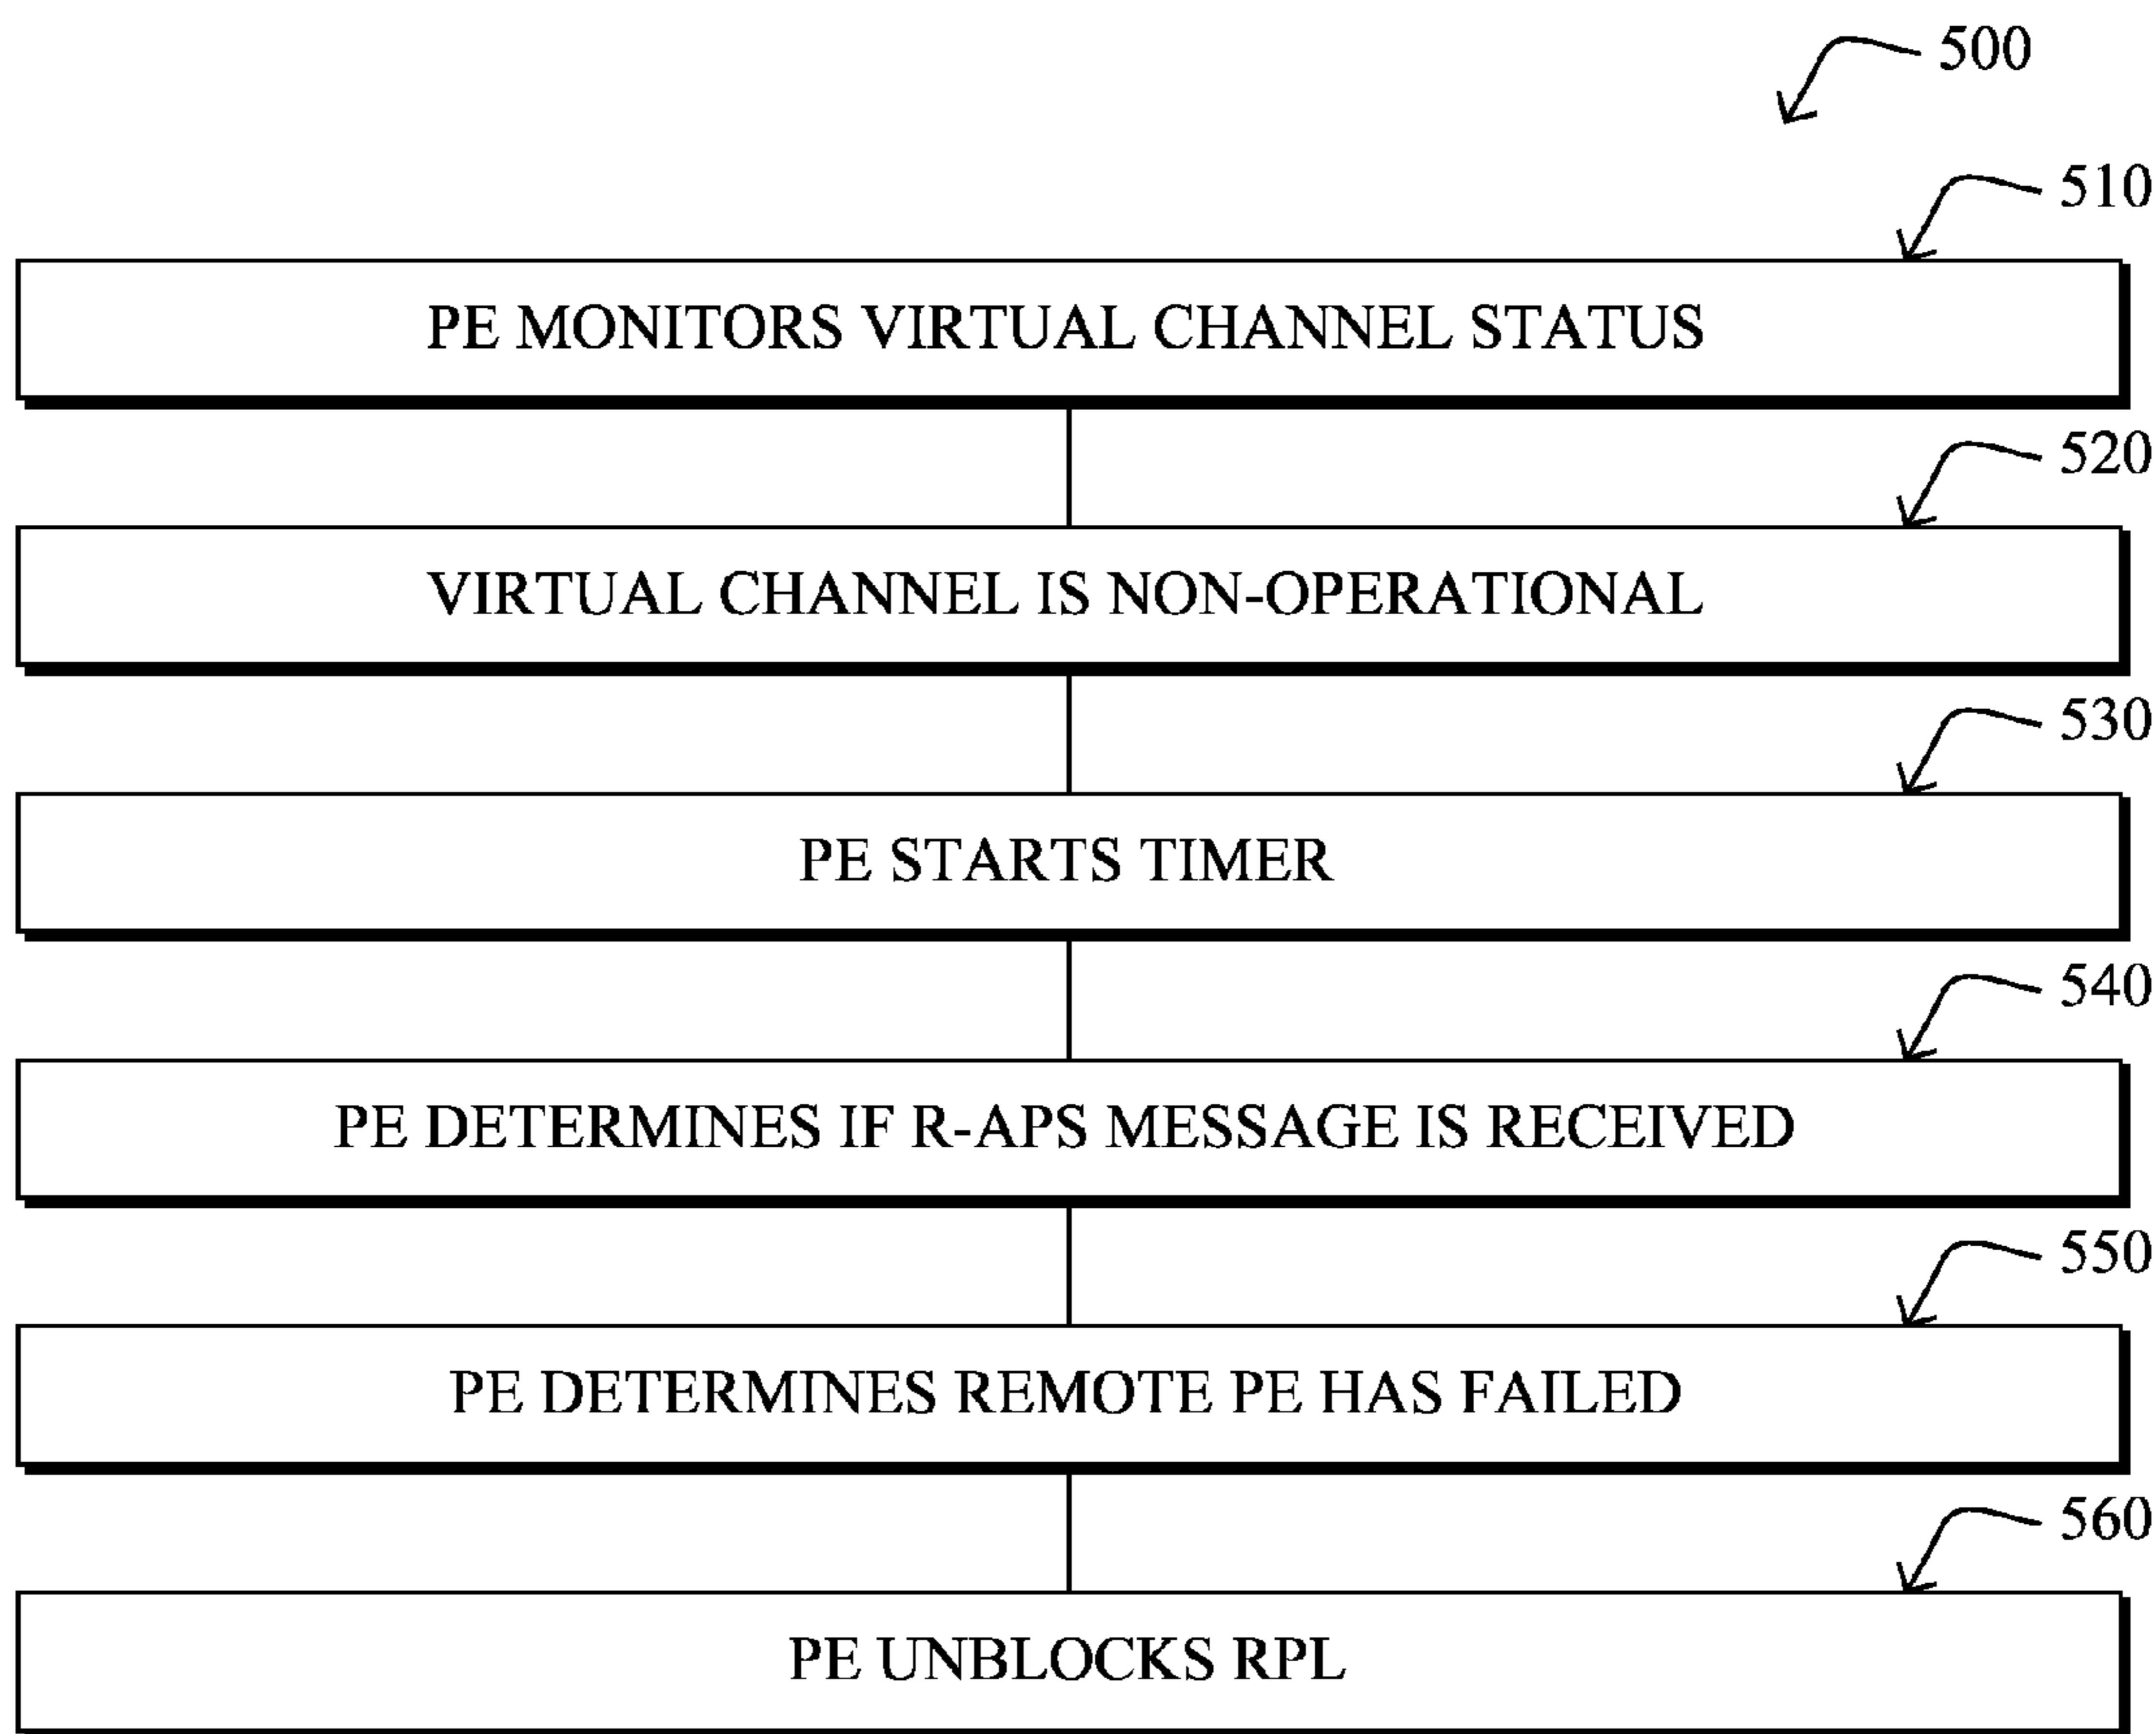 500
510
PE MONITORS VIRTUAL CHANNEL STATUS
520
VIRTUAL CHANNEL IS NON-OPERATIONAL
530
PE STARTS TIMER
540
PE DETERMINES IF R-APS MESSAGE IS RECEIVED
550
PE DETERMINES REMOTE PE HAS FAILED
560
PE UNBLOCKS RPL